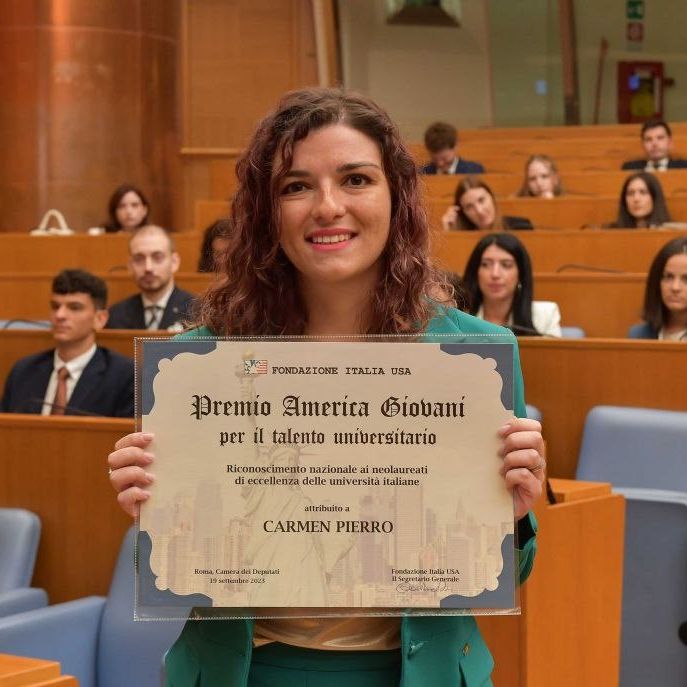 FONDAZIONE ITALIA USA
Premio America Giovani
per il talento universitario
Riconoscimento nazionale ai neolaureati
di eccellenza delle università italiane
attribuito a
CARMEN PIERRO
Roma, Camera dei Deputati
19 settembre 2023
Fondazione Italia USA
Il Segretario Generale